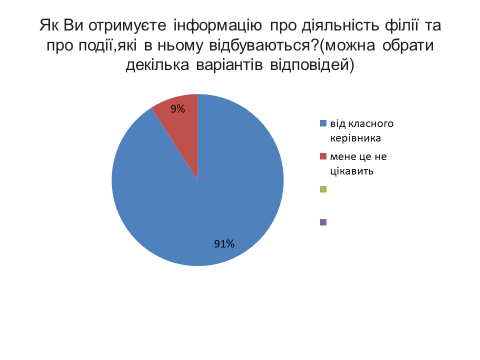 Як Ви отримуєте інформацію про діяльність філії та
про події,які в ньому відбуваються?(можна обрати
декілька варіантів відповідей)
9%
91%
від класного
керівника
мене це не
цікавить